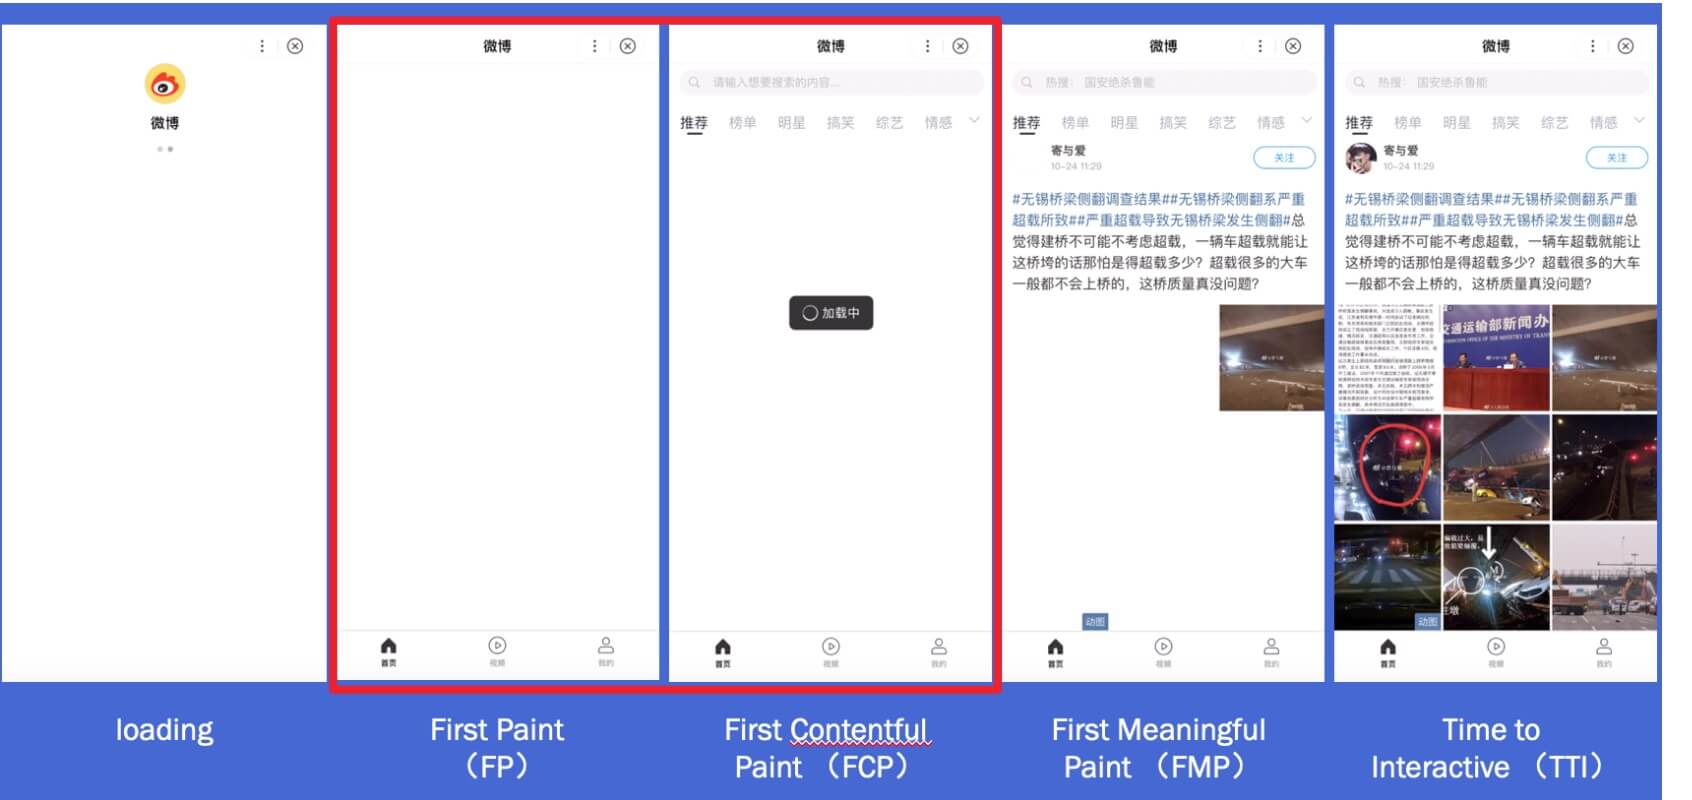 微博
微博
首页
视频
我的
微博
请输入想要搜索的内容...
推荐 榜单 明星 搞笑 综艺 情感
加载中
首页
视频
我的
微博
热搜： 国安绝杀鲁能
推荐 榜单 明星 搞笑 综艺 情感
寄与爱
10-24 11:29
关注
#无锡桥梁侧翻调查结果##无锡桥梁侧翻系严重
超载所致##严重超载导致无锡桥梁发生侧翻#总
觉得建桥不可能不考虑超载，一辆车超载就能让
这桥垮的话那怕是得超载多少？超载很多的大车
一般都不会上桥的，这桥质量真没问题？
动图
首页
视频
我的
微博
热搜： 国安绝杀鲁能
推荐 榜单 明星 搞笑 综艺 情感
寄与爱
10-24 11:29
关注
#无锡桥梁侧翻调查结果##无锡桥梁侧翻系严重
超载所致##严重超载导致无锡桥梁发生侧翻#总
觉得建桥不可能不考虑超载，一辆车超载就能让
这桥垮的话那怕是得超载多少？超载很多的大车
一般都不会上桥的，这桥质量真没问题？
交通运输部新闻办
动图
首页
视频
我的
loading
First Paint
（FP）
First Contentful
Paint （FCP）
First Meaningful
Paint （FMP）
Time to
Interactive （TTI）